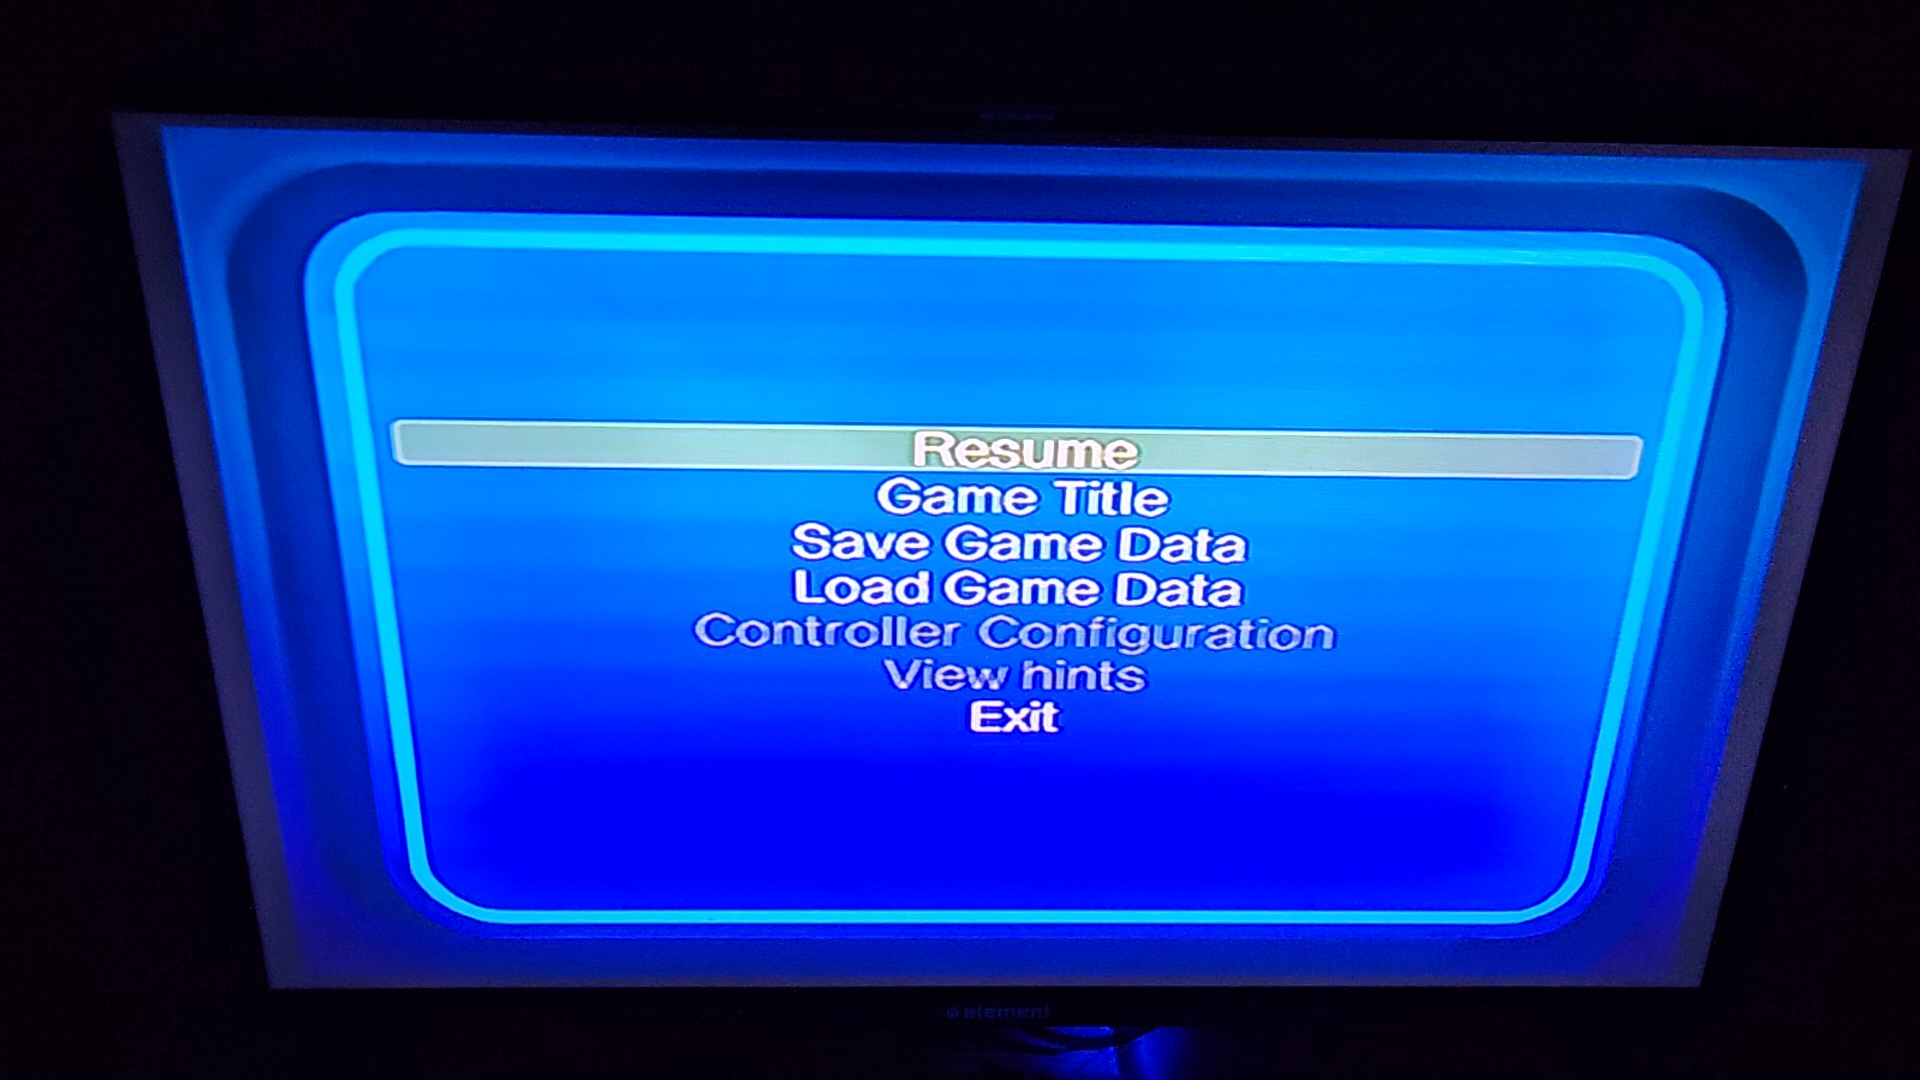 Resume
Game Title
Save Game Data
Load Game Data
Controller Configuration
View hints
Exit
element